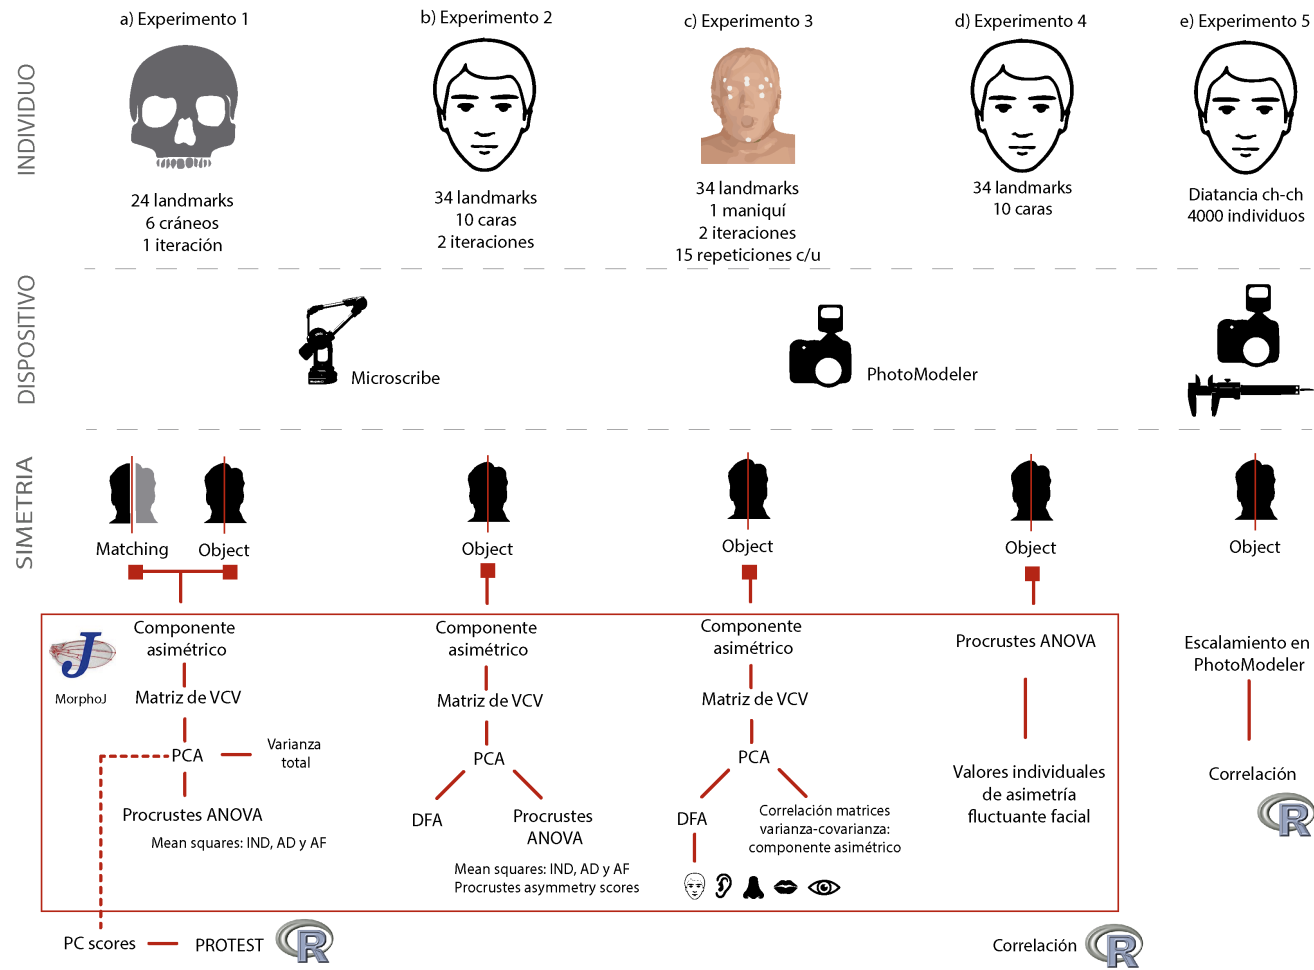 a) Experimento 1
b) Experimento 2
c) Experimento 3
d) Experimento 4
e) Experimento 5
INDIVIDUO
24 landmarks
6 cráneos
1 iteración
34 landmarks
10 caras
2 iteraciones
34 landmarks
1 maniquí
2 iteraciones
15 repeticiones c/u
34 landmarks
10 caras
Diatancia ch-ch
4000 individuos
DISPOSITIVO
Microscribe
PhotoModeler
SIMETRIA
Matching
Object
Object
Object
Object
Object
J
MorphoJ
Componente
asimétrico
Matriz de VCV
PCA
Varianza
total
Procrustes ANOVA
Mean squares: IND, AD y AF
Componente
asimétrico
Matriz de VCV
PCA
DFA
Procrustes
ANOVA
Mean squares: IND, AD y AF
Procrustes asymmetry scores
Componente
asimétrico
Matriz de VCV
PCA
DFA
Correlación matrices
varianza-covarianza:
componente asimétrico
Procrustes ANOVA
Valores individuales
de asimetría
fluctuante facial
Escalamiento en
PhotoModeler
Correlación
R
PC scores
PROTEST
R
Correlación
R